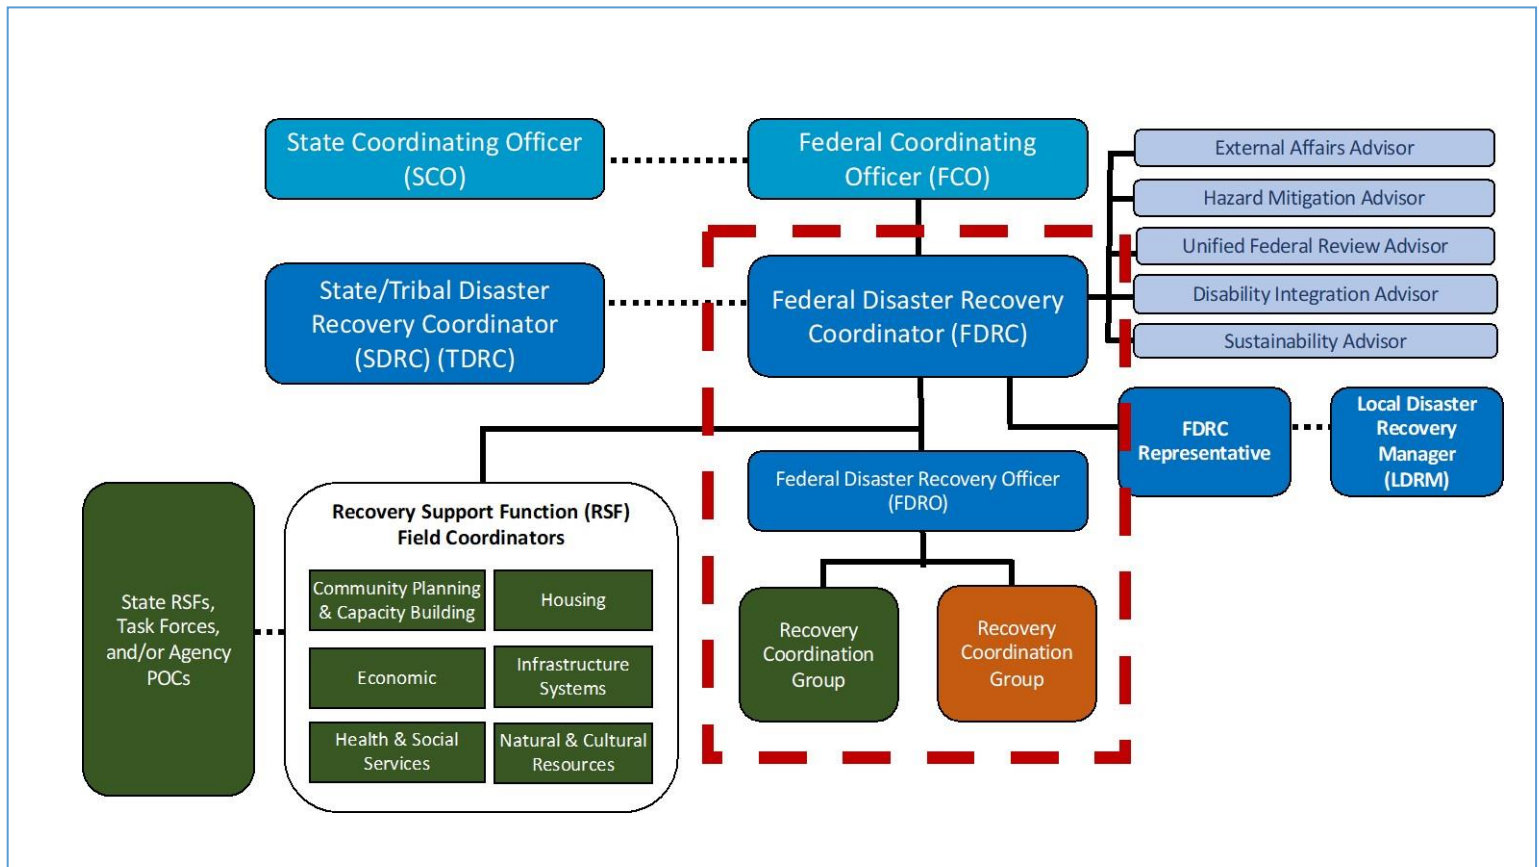 State Coordinating Officer
(SCO)
Federal Coordinating
Officer (FCO)
External Affairs Advisor
Hazard Mitigation Advisor
Unified Federal Review Advisor
Disability Integration Advisor
Sustainability Advisor
State/Tribal Disaster
Recovery Coordinator
(SDRC) (TDRC)
Federal Disaster Recovery
Coordinator (FDRC)
FDRC
Representative
Local Disaster
Recovery
Manager
(LDRM)
Federal Disaster Recovery Officer
(FDRO)
Recovery Support Function (RSF)
Field Coordinators
Community Planning
& Capacity Building
Housing
Economic
Infrastructure
Systems
Health & Social
Services
Natural & Cultural
Resources
State RSFs,
Task Forces,
and/or Agency
POCs
Recovery
Coordination
Group
Recovery
Coordination
Group